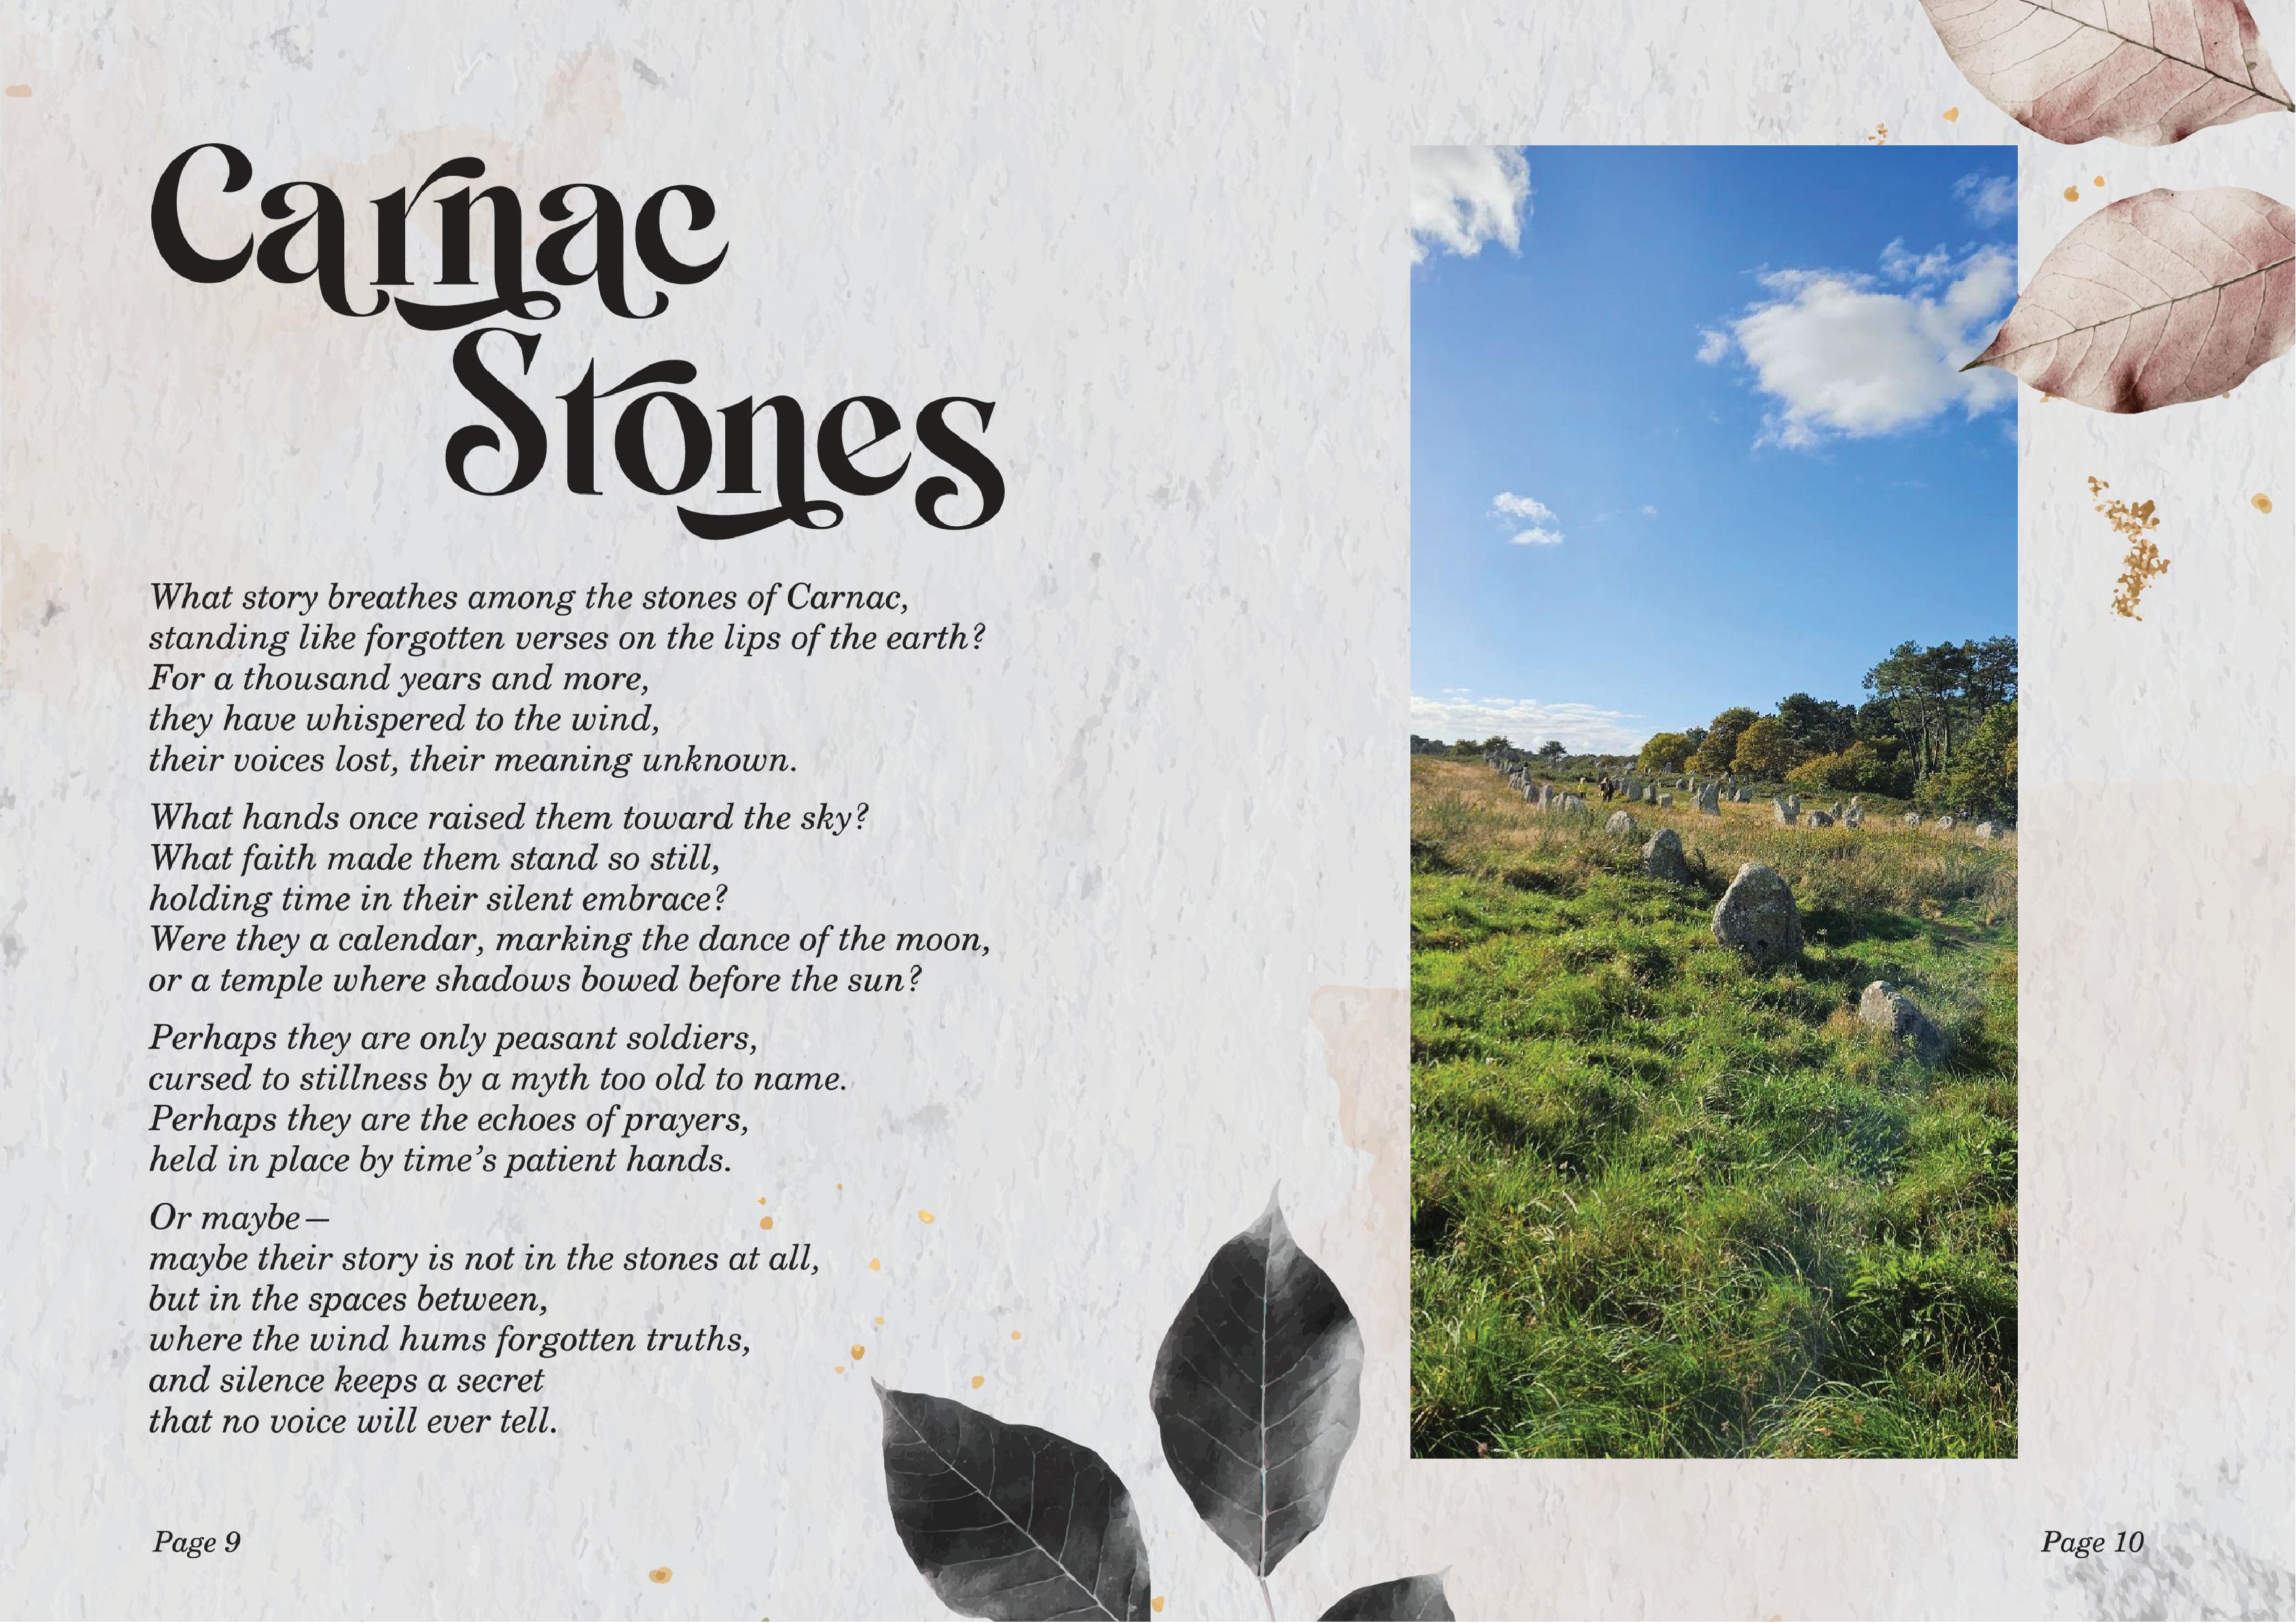 Carnac
Stones
What story breathes among the stones of Carnac,
standing like forgotten verses on the lips of the earth?
For a thousand years and more,
they have whispered to the wind,
their voices lost, their meaning unknown.
What hands once raised them toward the sky?
What faith made them stand so still,
holding time in their silent embrace?
Were they a calendar, marking the dance of the moon,
or a temple where shadows bowed before the sun?
Perhaps they are only peasant soldiers,
cursed to stillness by a myth too old to name.
Perhaps they are the echoes of prayers,
held in place by time’s patient hands.
Or maybe—
maybe their story is not in the stones at all,
but in the spaces between,
where the wind hums forgotten truths,
and silence keeps a secret
that no voice will ever tell.
Page 9
Page 10